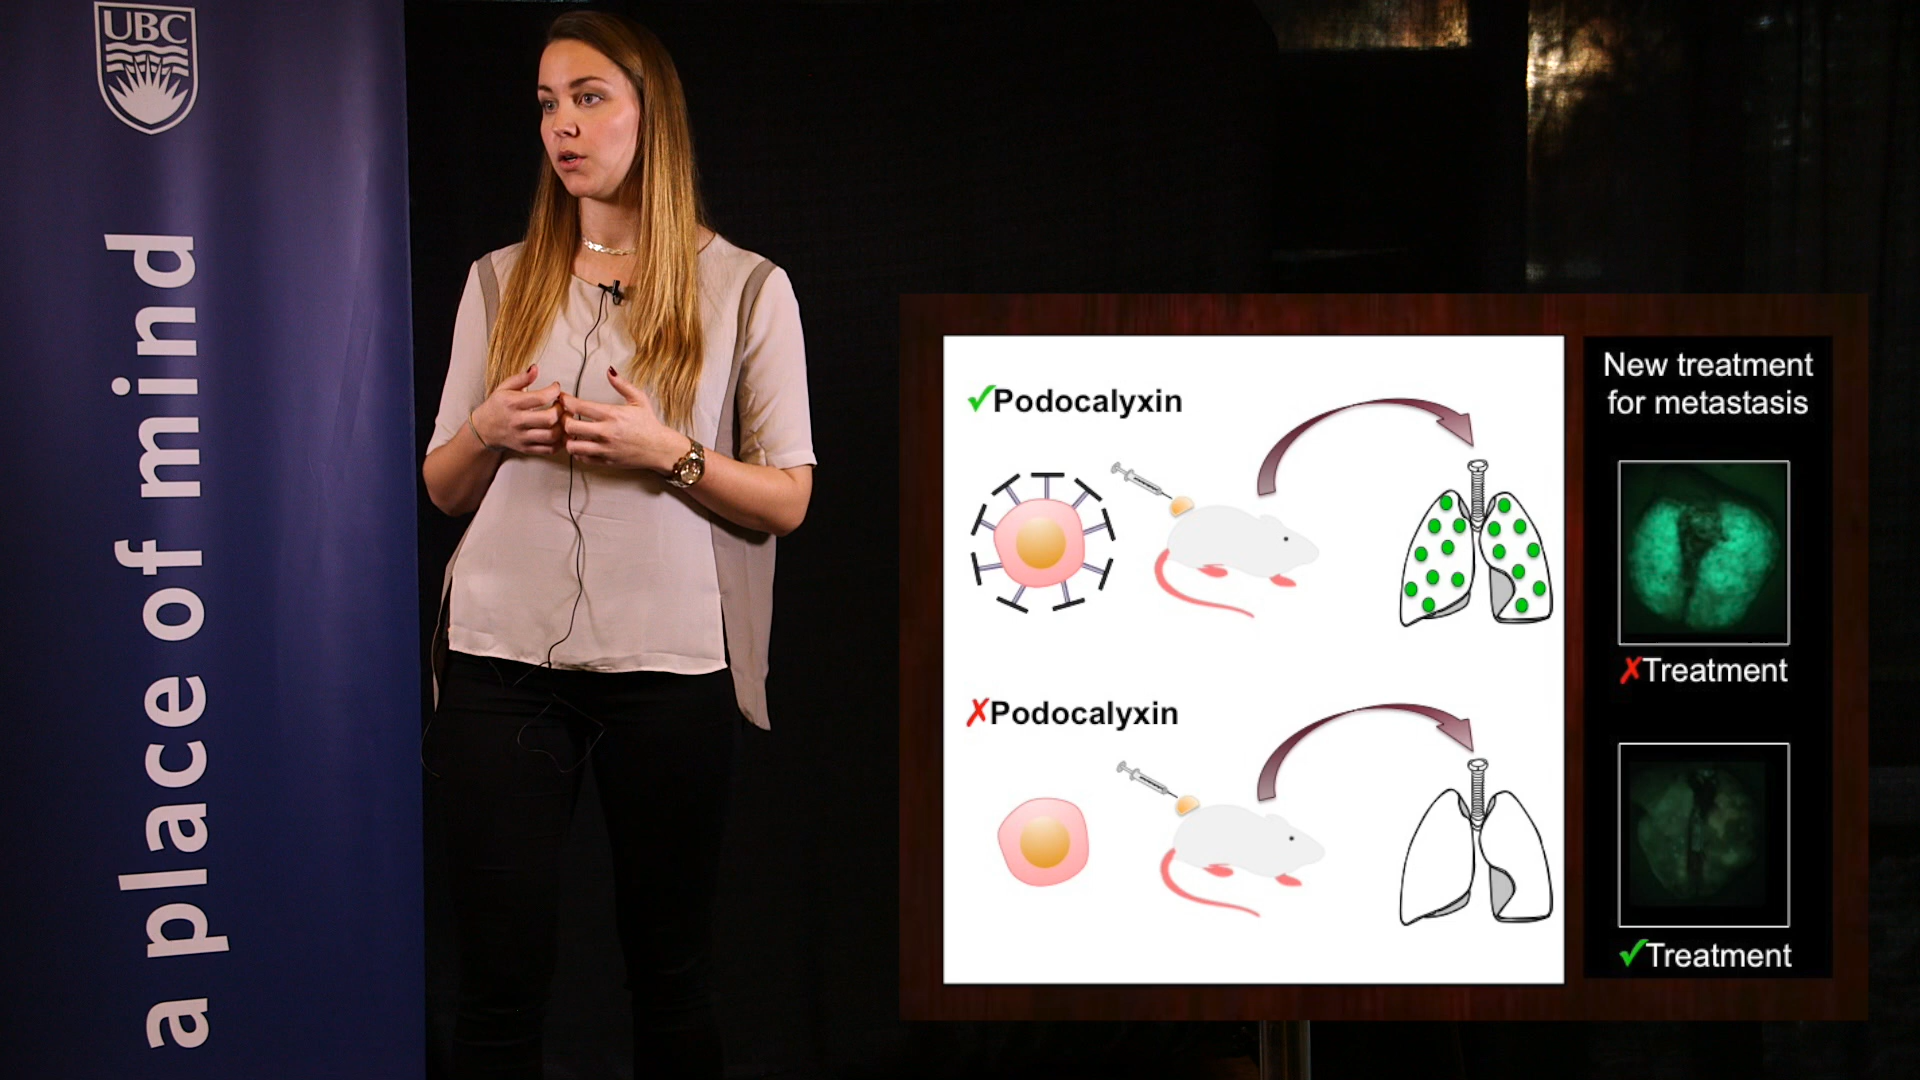 UBC
a place of mind
✓Podocalyxin
✗Podocalyxin
New treatment
for metastasis
✗Treatment
✓Treatment